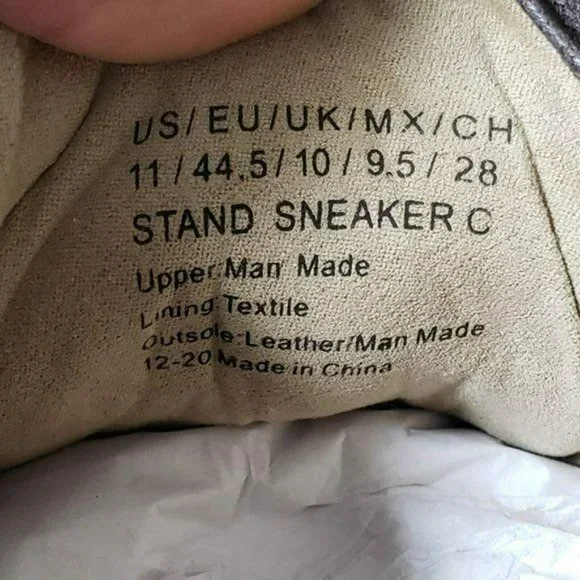 US/EU/UK/MX/CH
11/44.5/10/9.5/28
STAND SNEAKER C
Upper:Man Made
Lining Textile
Outsole-Leather/Man Made
12-20 Made in China